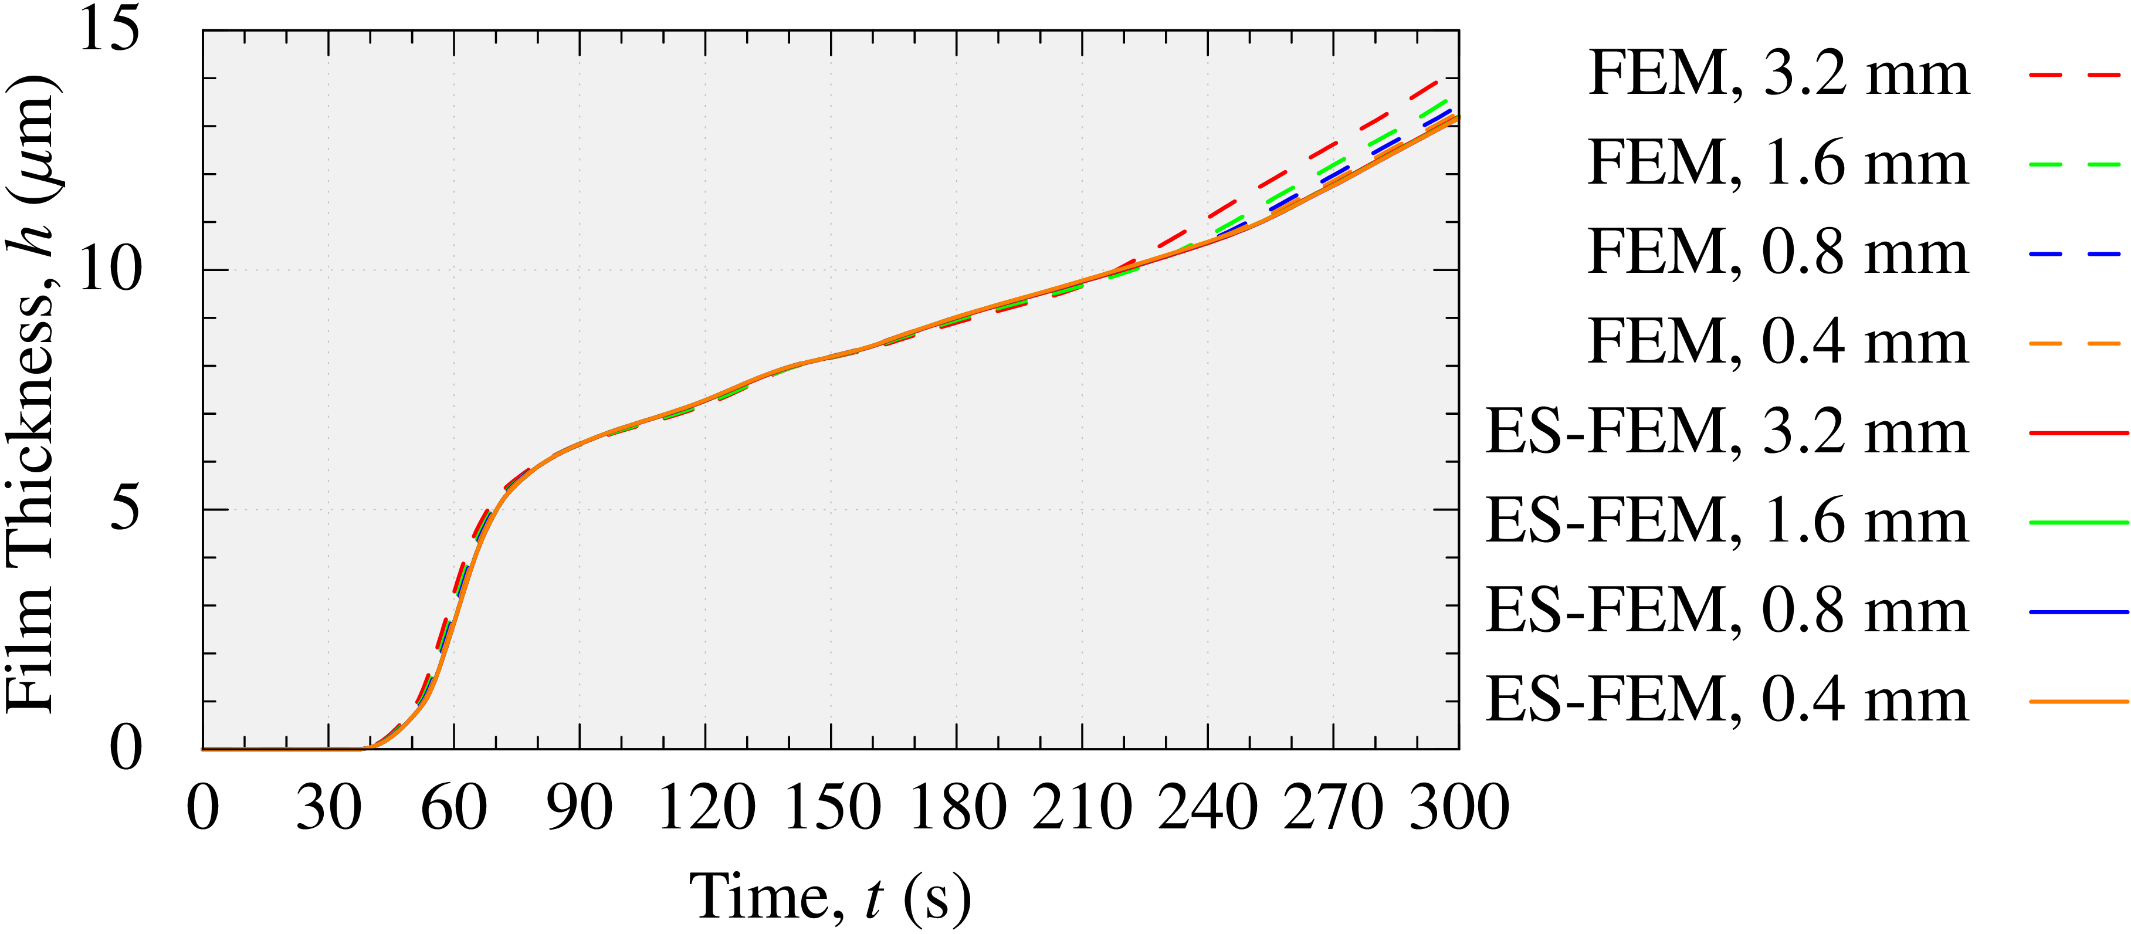 15
10
5
0
Film Thickness, h (μm)
0 30 60 90 120 150 180 210 240 270 300
Time, t (s)
FEM, 3.2 mm
FEM, 1.6 mm
FEM, 0.8 mm
FEM, 0.4 mm
ES-FEM, 3.2 mm
ES-FEM, 1.6 mm
ES-FEM, 0.8 mm
ES-FEM, 0.4 mm